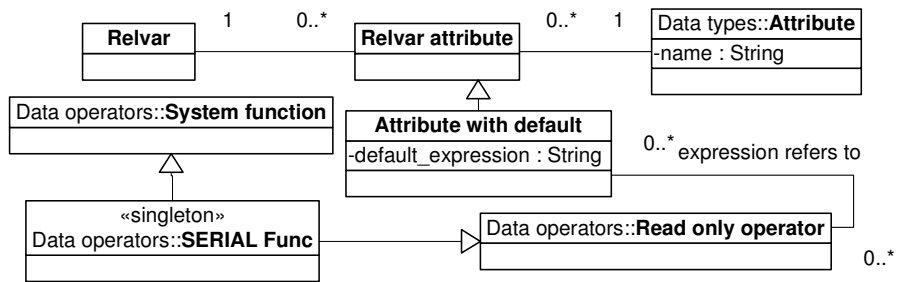 1 0..* 0..* 1
Relvar
Relvar attribute
Data types::Attribute
-name : String
Data operators::System function
Attribute with default
-default_expression : String
0..* expression refers to
«singleton»
Data operators::SERIAL Func
Data operators::Read only operator
0..*